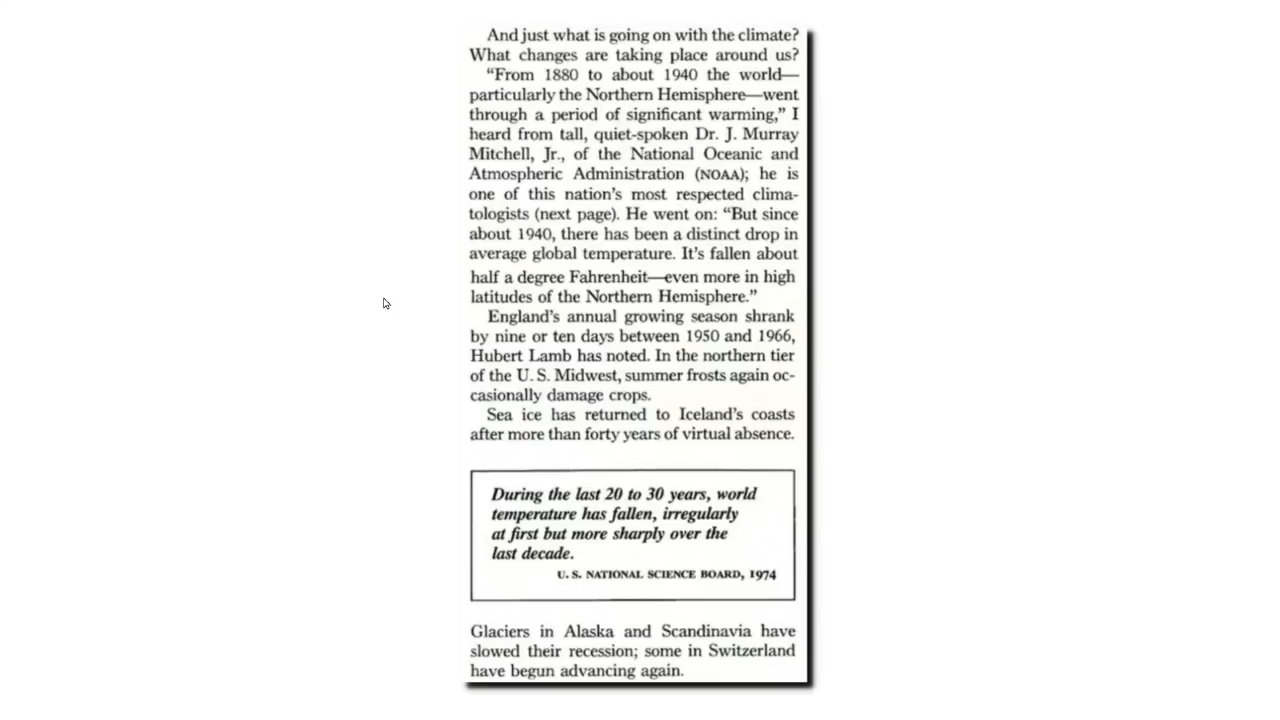 And just what is going on with the climate?
What changes are taking place around us?
“From 1880 to about 1940 the world—
particularly the Northern Hemisphere—went
through a period of significant warming,” I
heard from tall, quiet-spoken Dr. J. Murray
Mitchell, Jr., of the National Oceanic and
Atmospheric Administration (NOAA); he is
one of this nation’s most respected clima-
tologists (next page). He went on: “But since
about 1940, there has been a distinct drop in
average global temperature. It’s fallen about
half a degree Fahrenheit—even more in high
latitudes of the Northern Hemisphere.”
England’s annual growing season shrank
by nine or ten days between 1950 and 1966,
Hubert Lamb has noted. In the northern tier
of the U. S. Midwest, summer frosts again oc-
casionally damage crops.
Sea ice has returned to Iceland’s coasts
after more than forty years of virtual absence.
During the last 20 to 30 years, world
temperature has fallen, irregularly
at first but more sharply over the
last decade.
U. S. NATIONAL SCIENCE BOARD, 1974
Glaciers in Alaska and Scandinavia have
slowed their recession; some in Switzerland
have begun advancing again.